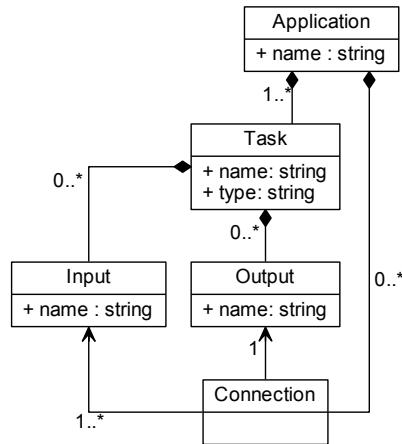 Application
+ name : string
1..*
Task
+ name: string
+ type: string
0..*
0..*
Input
+ name : string
Output
+ name: string
0..*
1
Connection
1..*